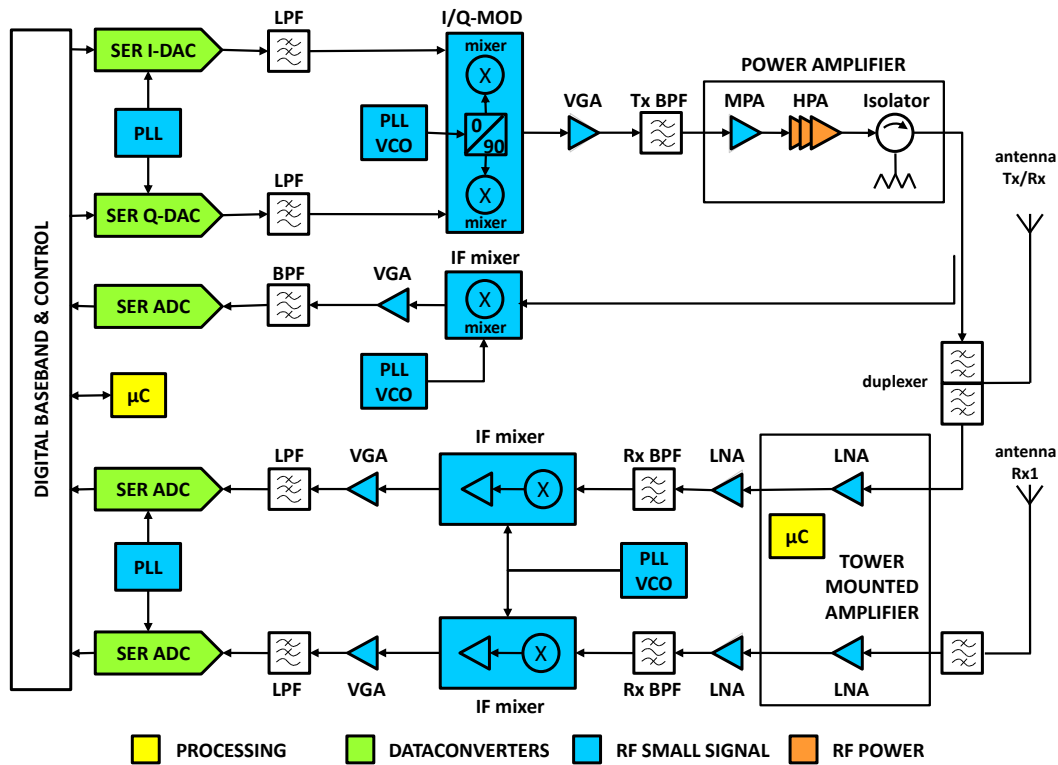 LPF
I/Q-MOD
SER I-DAC
mixer
X
POWER AMPLIFIER
PLL
PLL
VCO
0
90
VGA
Tx BPF
MPA
HPA
Isolator
antenna
Tx/Rx
LPF
SER Q-DAC
X
mixer
DIGITAL BASEBAND & CONTROL
BPF
VGA
IF mixer
SER ADC
X
mixer
PLL
VCO
duplexer
µC
IF mixer
LPF
VGA
Rx BPF
LNA
LNA
antenna
Rx1
SER ADC
X
µC
PLL
PLL
VCO
TOWER
MOUNTED
AMPLIFIER
SER ADC
X
LPF
VGA
Rx BPF
LNA
LNA
IF mixer
PROCESSING
DATACONVERTERS
RF SMALL SIGNAL
RF POWER